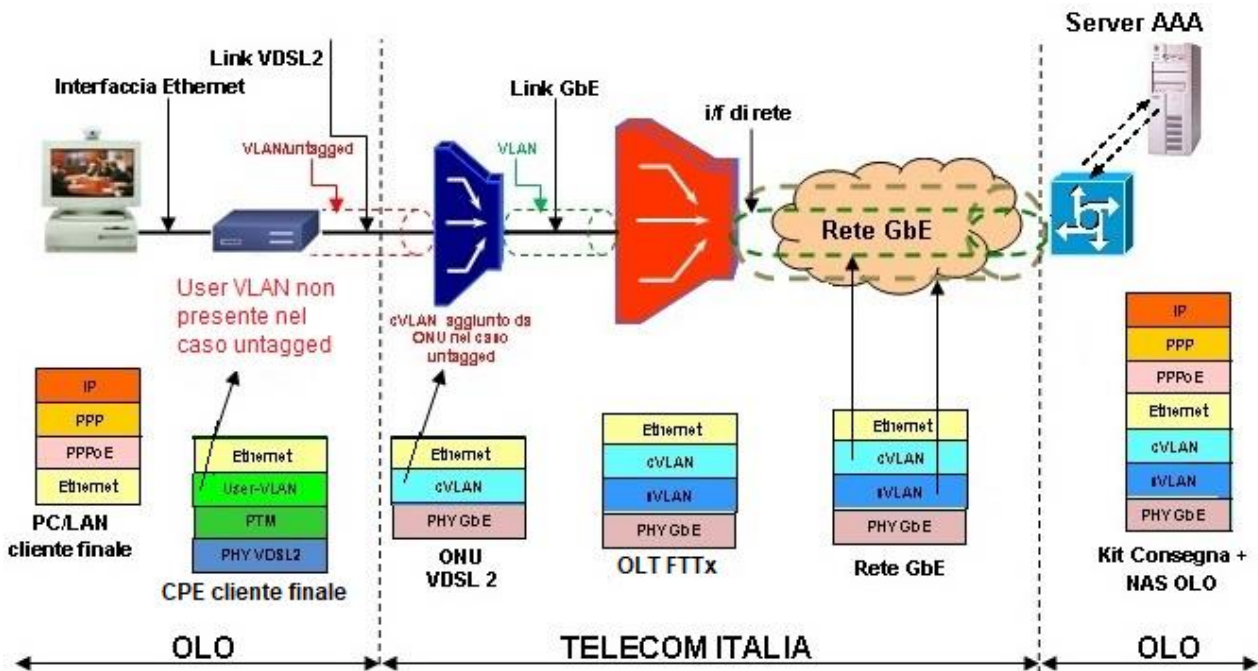 Server AAA
Link VDSL2
Interfaccia Ethernet
Link GbE
i/f di rete
VLAN/untagged
VLAN
Rete GbE
User VLAN non
presente nel
caso untagged
cVLAN aggiunto da
ONU nel caso
untagged
IP
PPP
PPPoE
Ethernet
PC/LAN
cliente finale
Ethernet
User-VLAN
PTM
PHY VDSL2
CPE cliente finale
Ethernet
cVLAN
PHY GbE
ONU
VDSL 2
Ethernet
cVLAN
sVLAN
PHY GbE
OLT FTTx
Ethernet
cVLAN
sVLAN
PHY GbE
Rete GbE
IP
PPP
PPPoE
Ethernet
cVLAN
sVLAN
PHY GbE
Kit Consegna +
NAS OLO
OLO
TELECOM ITALIA
OLO